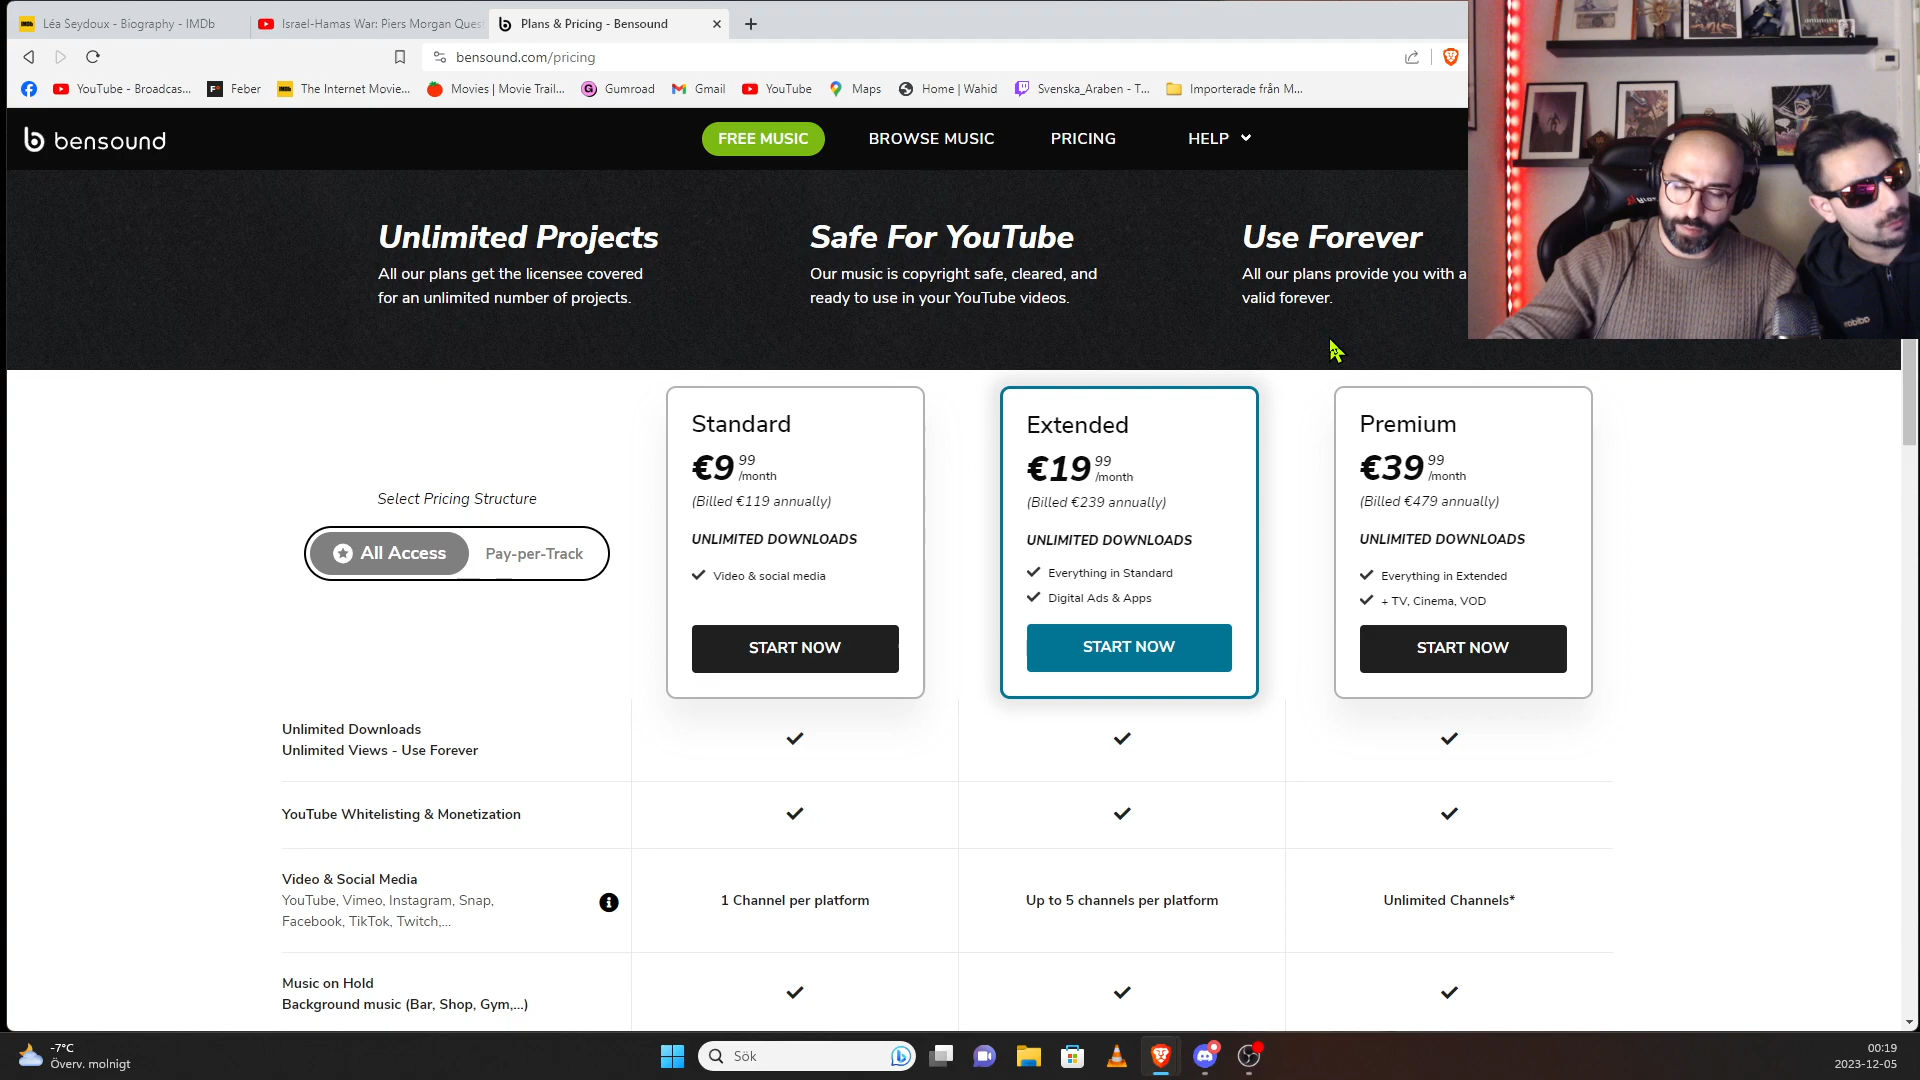 Léa Seydoux - Biography - IMDb
Israel-Hamas War: Piers Morgan Ques
Plans & Pricing - Bensound
bensound.com/pricing
YouTube - Broadcas...
Feber
The Internet Movie...
Movies | Movie Trail...
Gumroad
Gmail
YouTube
Maps
Home | Wahid
Svenska_Araben - T...
Importerade från M...
bensound
FREE MUSIC
BROWSE MUSIC
PRICING
HELP
Unlimited Projects
All our plans get the licensee covered
for an unlimited number of projects.
Safe For YouTube
Our music is copyright safe, cleared, and
ready to use in your YouTube videos.
Use Forever
All our plans provide you with a
valid forever.
Select Pricing Structure
All Access
Pay-per-Track
Standard
€9 99 /month
(Billed €119 annually)
UNLIMITED DOWNLOADS
Video & social media
START NOW
Extended
€19 99 /month
(Billed €239 annually)
UNLIMITED DOWNLOADS
Everything in Standard
Digital Ads & Apps
START NOW
Premium
€39 99 /month
(Billed €479 annually)
UNLIMITED DOWNLOADS
Everything in Extended
+ TV, Cinema, VOD
START NOW
Unlimited Downloads
Unlimited Views - Use Forever
YouTube Whitelisting & Monetization
Video & Social Media
YouTube, Vimeo, Instagram, Snap,
Facebook, TikTok, Twitch,...
1 Channel per platform
Up to 5 channels per platform
Unlimited Channels*
Music on Hold
Background music (Bar, Shop, Gym,...)
-7°C
Överv. molnigt
Sök
00:19
2023-12-05